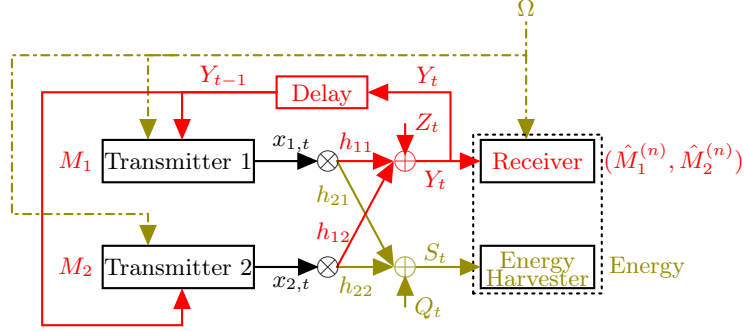 Ω
Y_{t-1}
Y_t
Delay
Z_t
M_1
Transmitter 1
x_{1,t}
h_{11}
Y_t
Receiver
(\hat{M}_1^{(n)}, \hat{M}_2^{(n)})
h_{21}
h_{12}
M_2
Transmitter 2
x_{2,t}
h_{22}
S_t
Energy
Harvester
Energy
Q_t